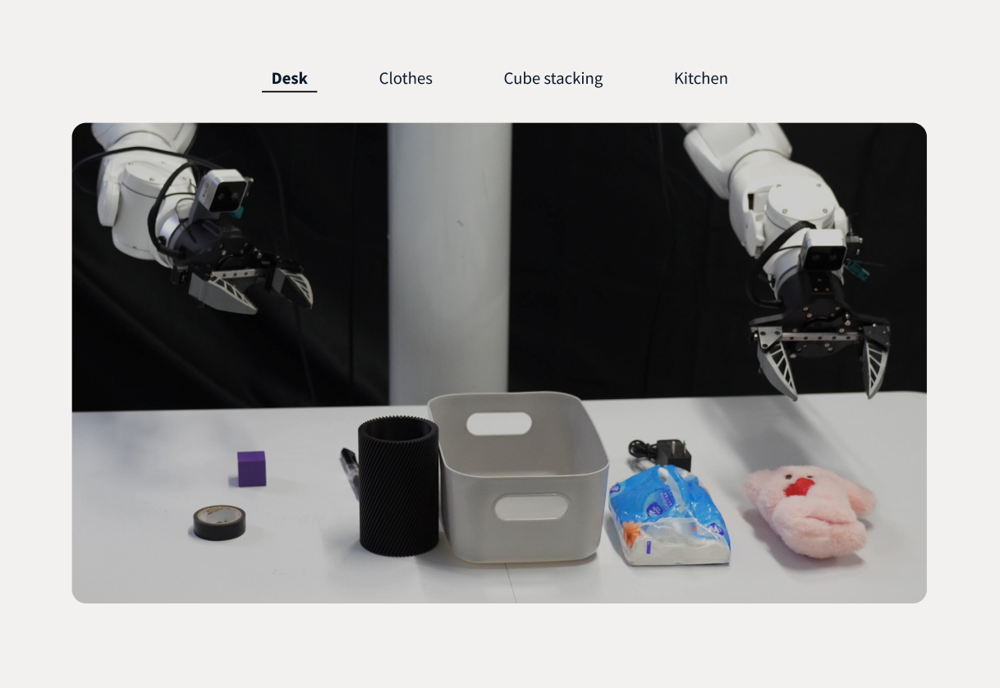 Desk
Clothes
Cube stacking
Kitchen